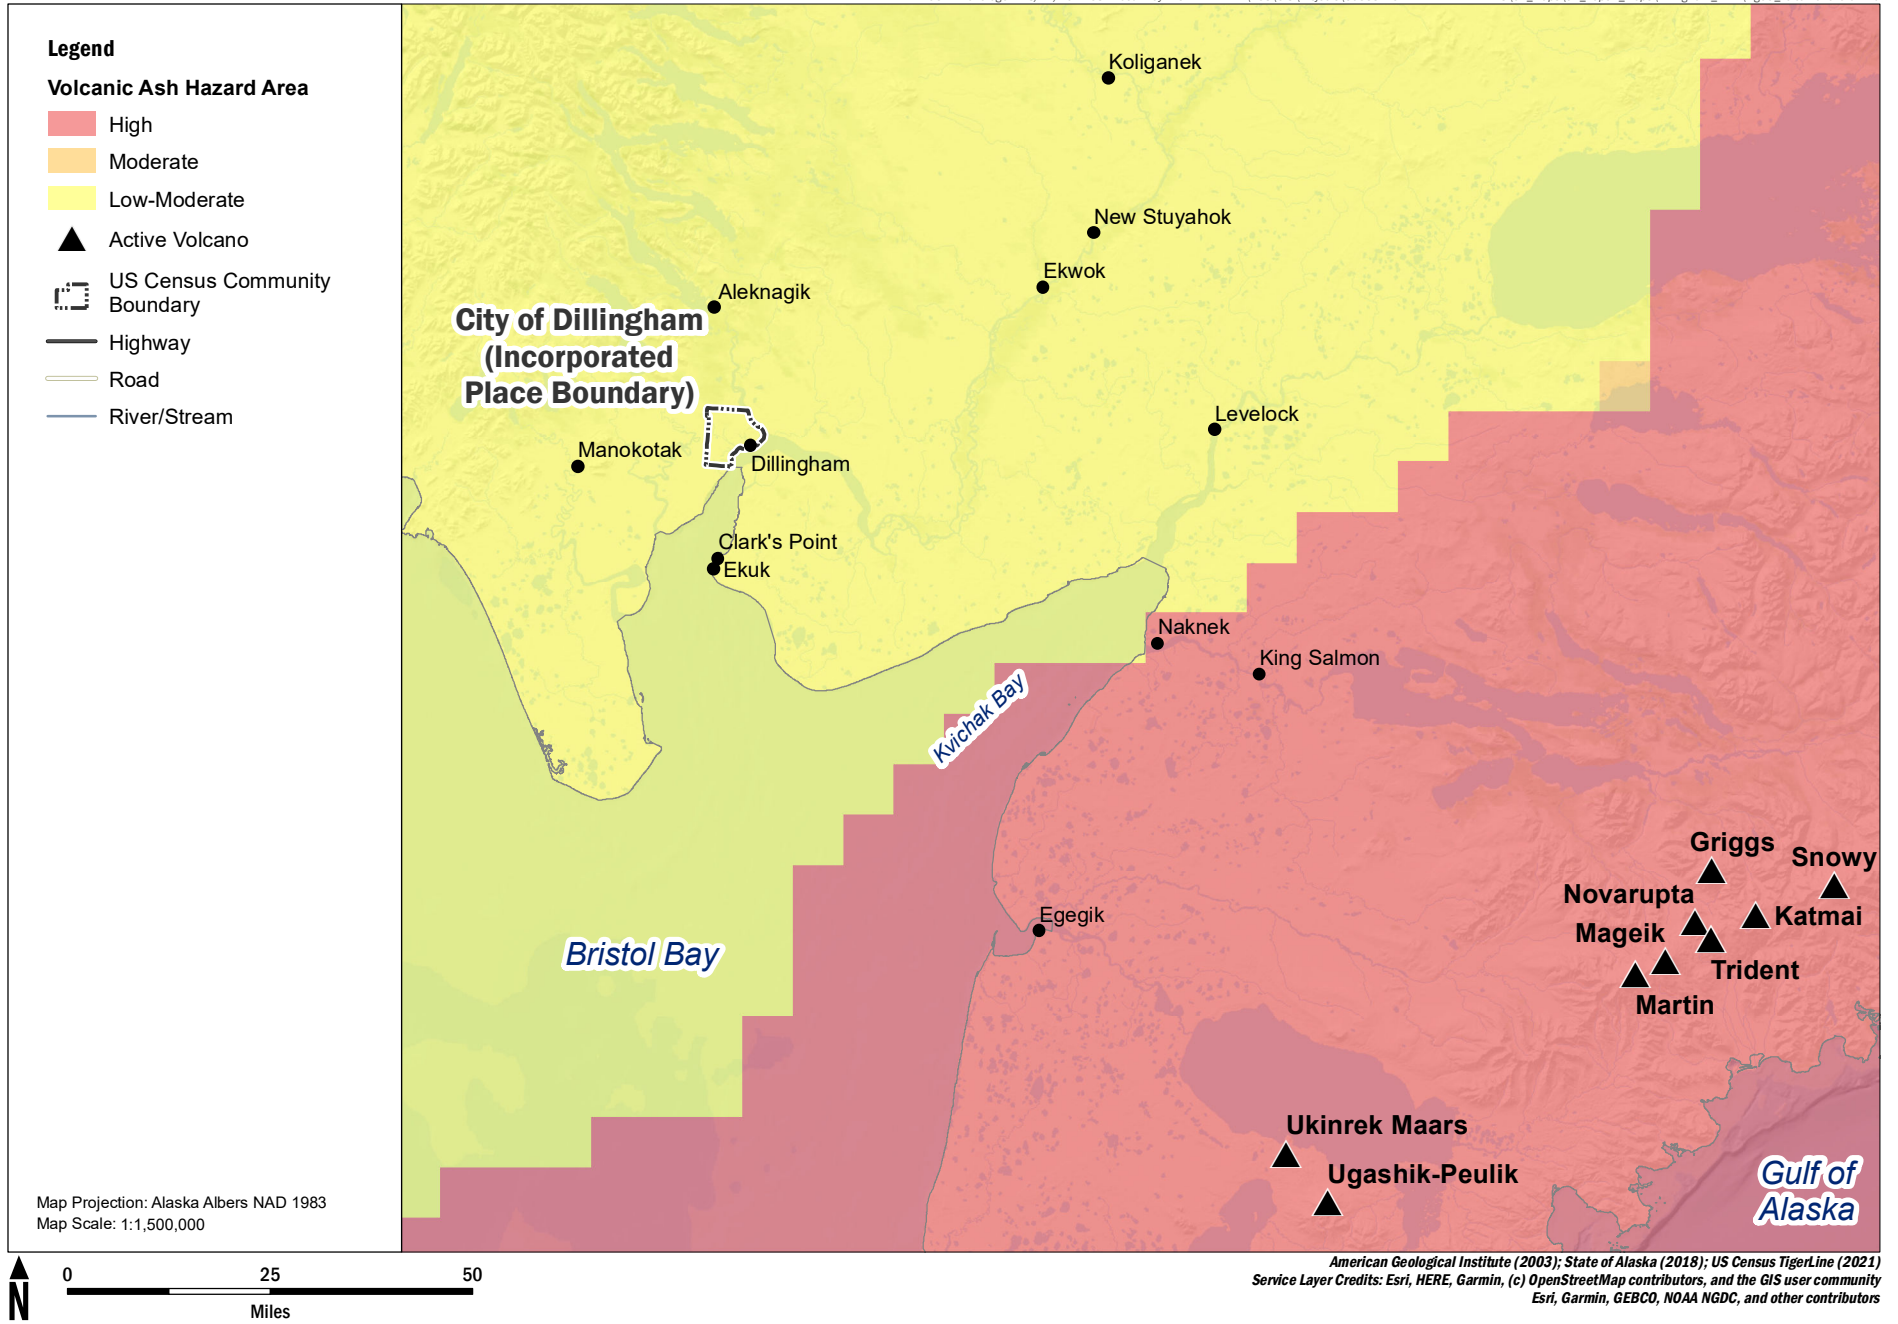 Legend
Volcanic Ash Hazard Area
High
Moderate
Low-Moderate
Active Volcano
US Census Community
Boundary
Highway
Road
River/Stream
Map Projection: Alaska Albers NAD 1983
Map Scale: 1:1,500,000
Koliganek
New Stuyahok
Ekwok
Aleknagik
City of Dillingham
(Incorporated
Place Boundary)
Levelock
Manokotak
Dillingham
Clark's Point
Ekuk
Naknek
King Salmon
Kvichak Bay
Griggs
Snowy
Novarupta
Katmai
Mageik
Trident
Martin
Egegik
Bristol Bay
Ukinrek Maars
Ugashik-Peulik
Gulf of
Alaska
N
0 25 50
Miles
American Geological Institute (2003); State of Alaska (2018); US Census TigerLine (2021)
Service Layer Credits: Esri, HERE, Garmin, (c) OpenStreetMap contributors, and the GIS user community
Esri, Garmin, GEBCO, NOAA NGDC, and other contributors